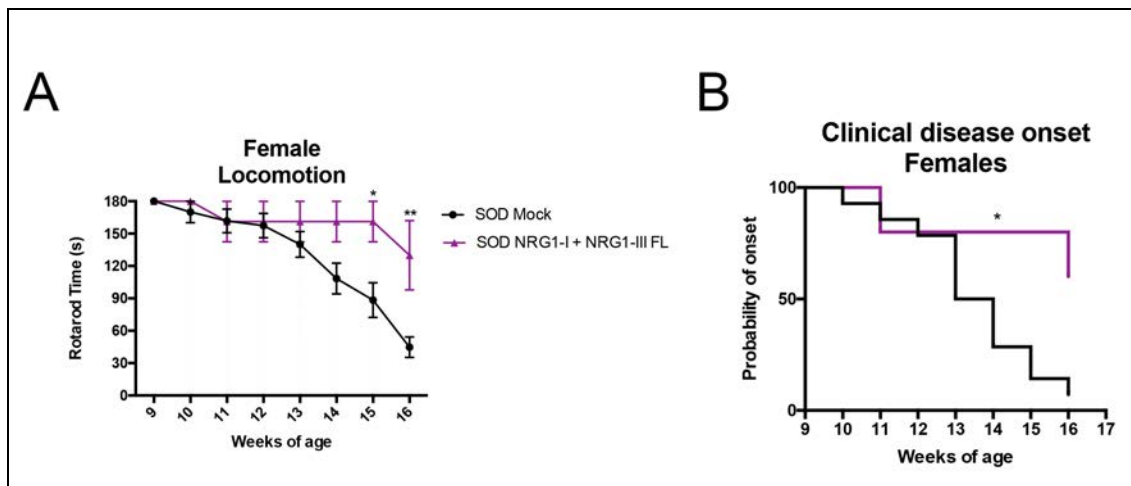 A
Female
Locomotion
180
150
120
90
60
30
0
Rotarod Time (s)
*
**
9 10 11 12 13 14 15 16
Weeks of age
SOD Mock
SOD NRG1-I + NRG1-III FL
B
Clinical disease onset
Females
100
50
0
Probability of onset
*
9 10 11 12 13 14 15 16 17
Weeks of age